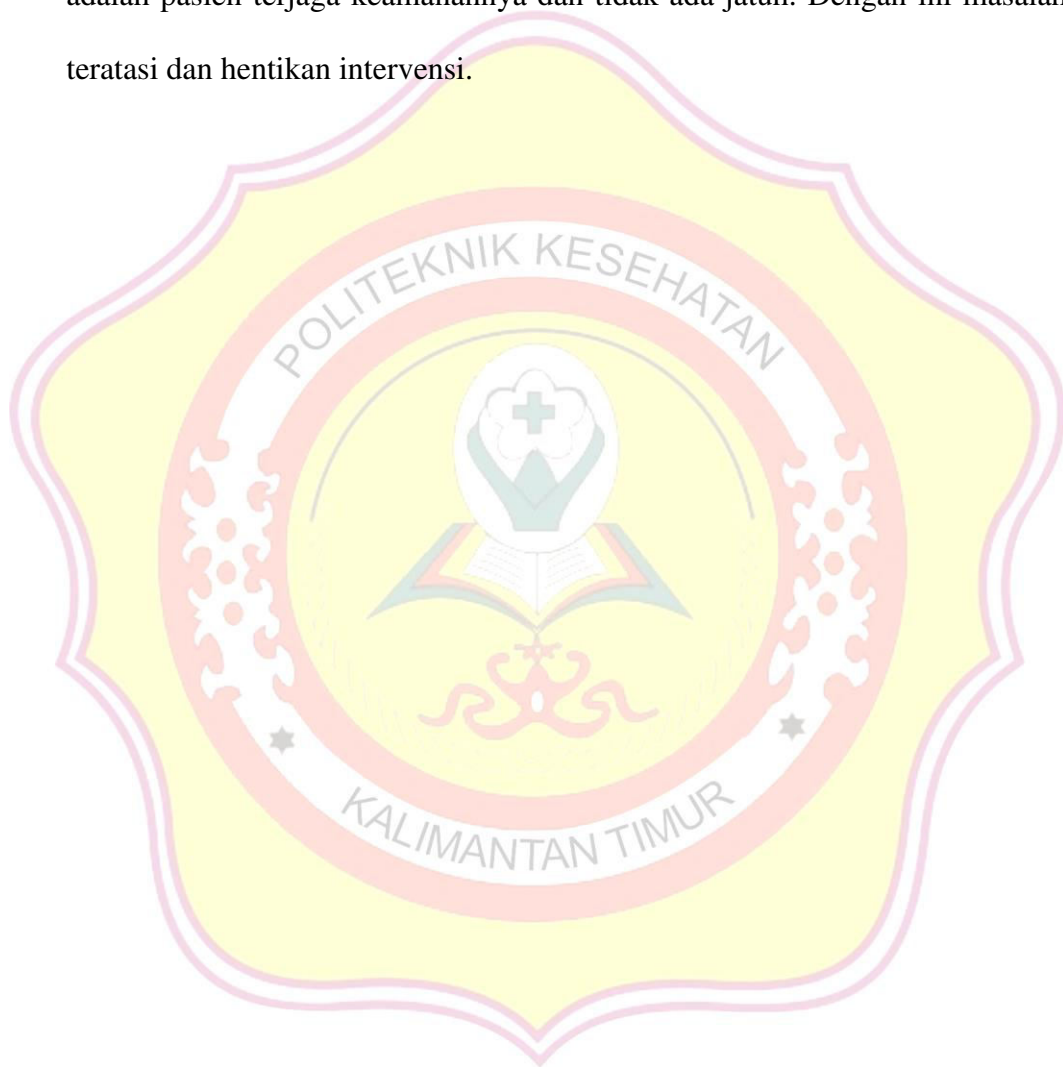 adalah pasien terjaga keamanannya dan tidak ada jatuh. Dengan ini masalah
teratasi dan hentikan intervensi.
POLITEKNIK KESEHATAN
KALIMANTAN TIMUR